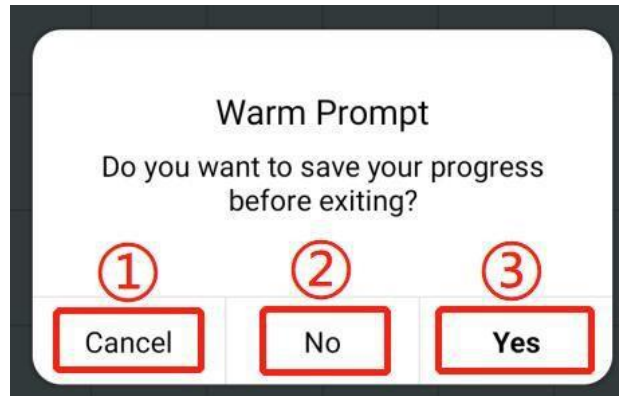 Warm Prompt
Do you want to save your progress
before exiting?
① ② ③
Cancel No Yes